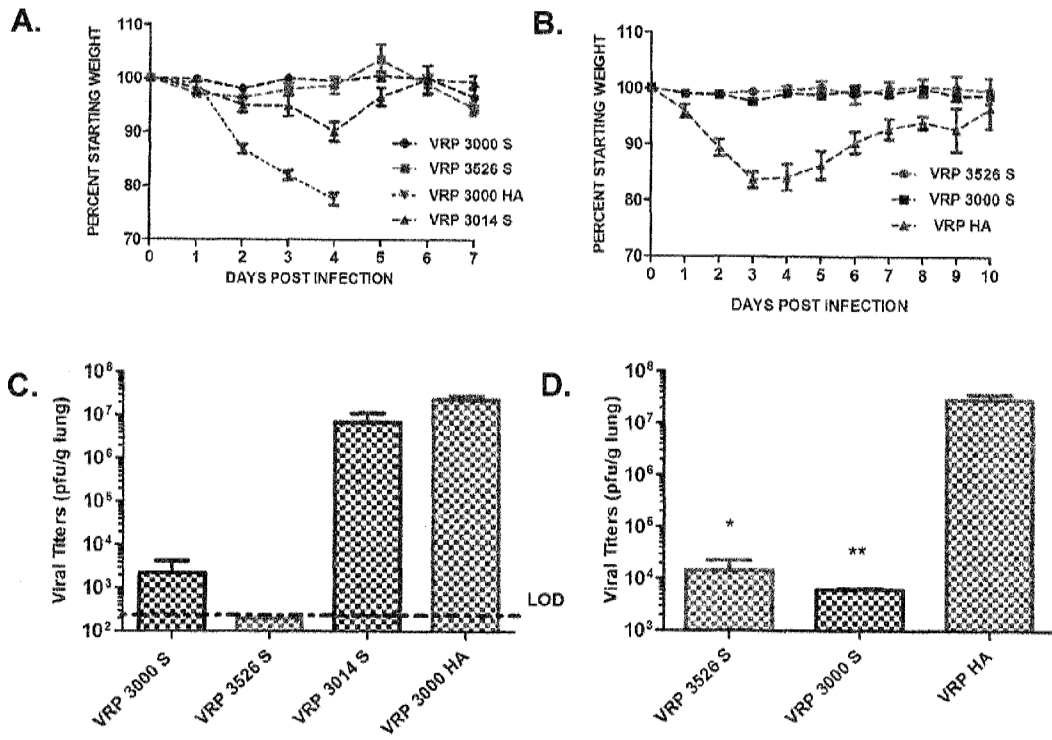 A.
PERCENT STARTING WEIGHT
110
100
90
80
70
0 1 2 3 4 5 6 7
DAYS POST INFECTION
VRP 3000 S
VRP 3526 S
VRP 3000 HA
VRP 3014 S
B.
PERCENT STARTING WEIGHT
110
100
90
80
70
0 1 2 3 4 5 6 7 8 9 10
DAYS POST INFECTION
VRP 3526 S
VRP 3000 S
VRP HA
C.
Viral Titers (pfu/g lung)
10⁸
10⁷
10⁶
10⁵
10⁴
10³
10²
LOD
VRP 3000 S
VRP 3526 S
VRP 3014 S
VRP 3000 HA
D.
Viral Titers (pfu/g lung)
10⁸
10⁷
10⁶
10⁵
10⁴
10³
*
**
VRP 3526 S
VRP 3000 S
VRP HA